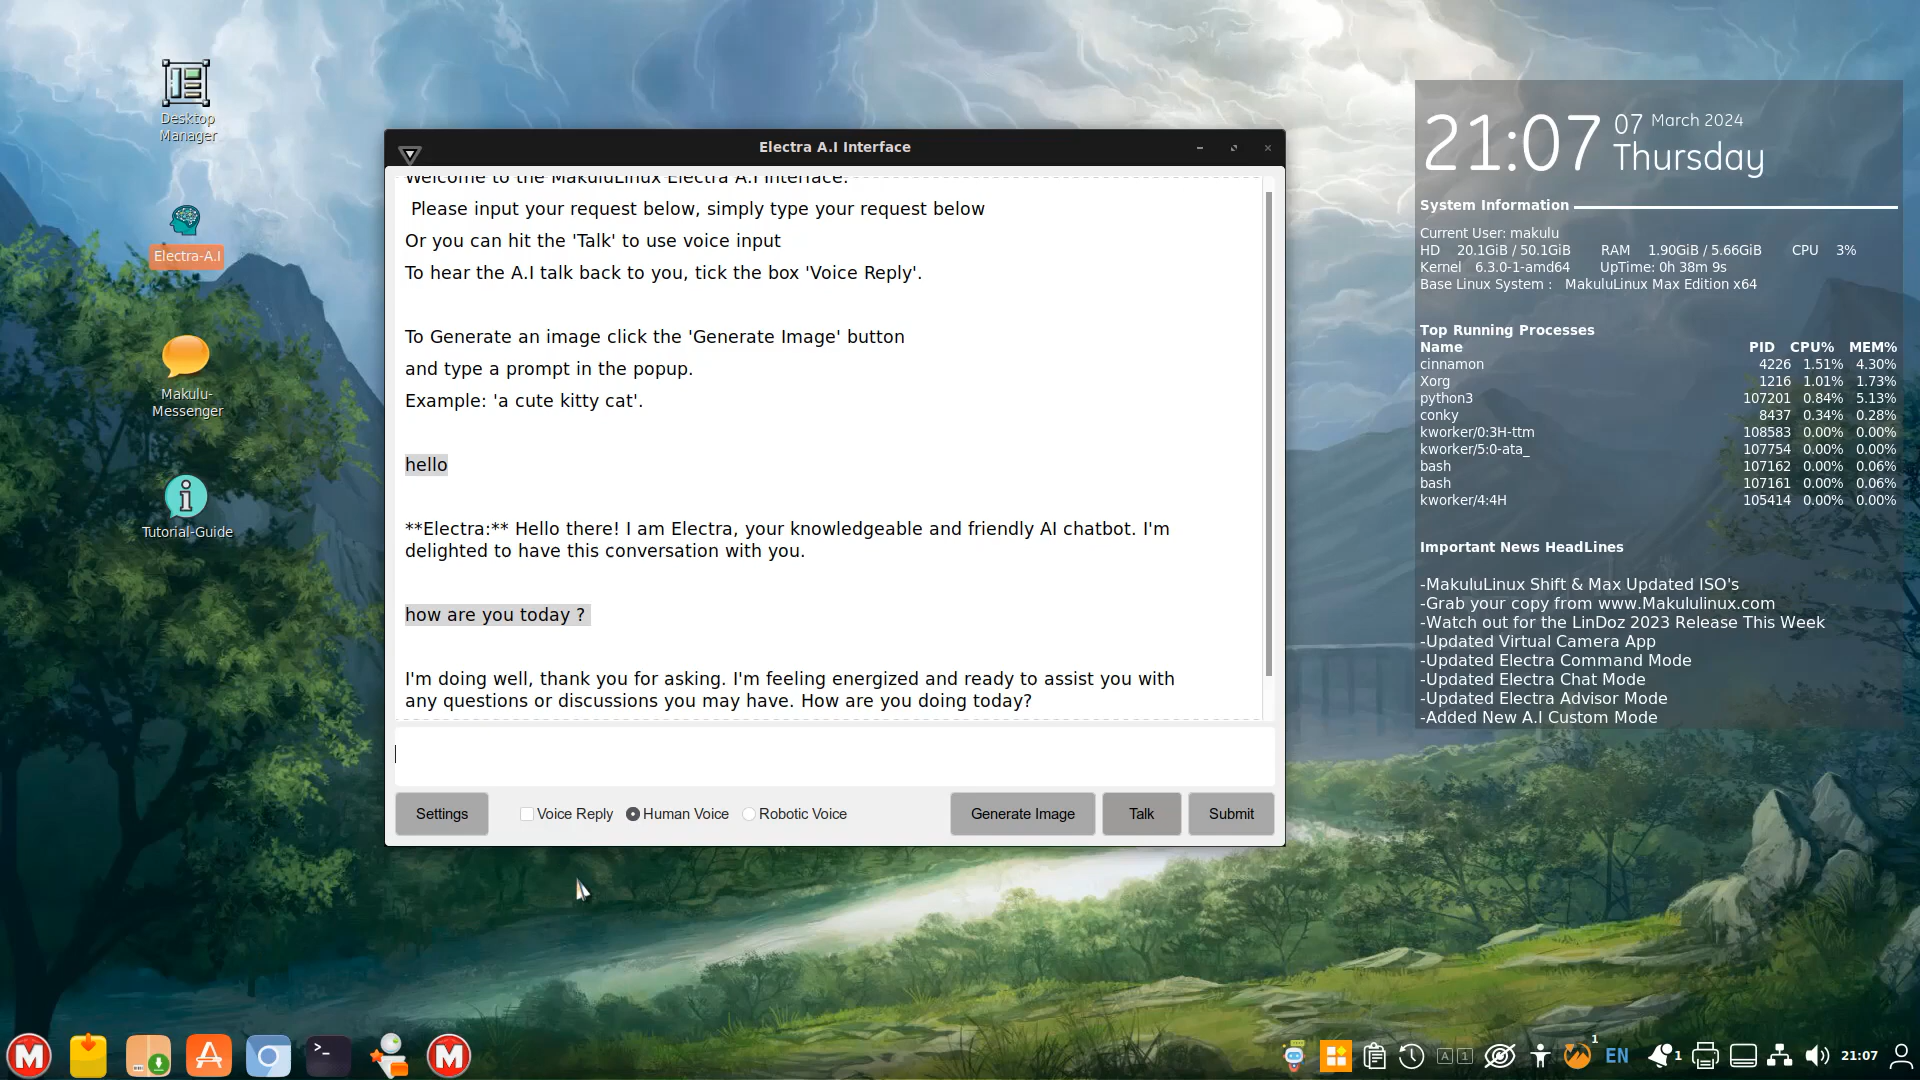 Desktop
Manager
Electra-A.I
Makulu-
Messenger
Tutorial-Guide
Electra A.I Interface
Welcome to the MakuluLinux Electra A.I Interface.
Please input your request below, simply type your request below
Or you can hit the 'Talk' to use voice input
To hear the A.I talk back to you, tick the box 'Voice Reply'.
To Generate an image click the 'Generate Image' button
and type a prompt in the popup.
Example: 'a cute kitty cat'.
hello
**Electra:** Hello there! I am Electra, your knowledgeable and friendly AI chatbot. I'm
delighted to have this conversation with you.
how are you today ?
I'm doing well, thank you for asking. I'm feeling energized and ready to assist you with
any questions or discussions you may have. How are you doing today?
Settings Voice Reply Human Voice Robotic Voice Generate Image Talk Submit
21:07 07 March 2024
Thursday
System Information
Current User: makulu
HD 20.1GiB / 50.1GiB RAM 1.90GiB / 5.66GiB CPU 3%
Kernel 6.3.0-1-amd64 UpTime: 0h 38m 9s
Base Linux System : MakuluLinux Max Edition x64
Top Running Processes
Name PID CPU% MEM%
cinnamon 4226 1.51% 4.30%
Xorg 1216 1.01% 1.73%
python3 107201 0.84% 5.13%
conky 8437 0.34% 0.28%
kworker/0:3H-ttm 108583 0.00% 0.00%
kworker/5:0-ata_ 107754 0.00% 0.00%
bash 107162 0.00% 0.06%
bash 107161 0.00% 0.06%
kworker/4:4H 105414 0.00% 0.00%
Important News HeadLines
-MakuluLinux Shift & Max Updated ISO's
-Grab your copy from www.Makululinux.com
-Watch out for the LinDoz 2023 Release This Week
-Updated Virtual Camera App
-Updated Electra Command Mode
-Updated Electra Chat Mode
-Updated Electra Advisor Mode
-Added New A.I Custom Mode
M >_ M A 1 1 EN 1 21:07